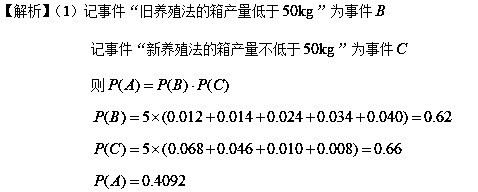 【解析】（1）记事件“旧养殖法的箱产量低于50kg”为事件B
记事件“新养殖法的箱产量不低于50kg”为事件C
则P(A)=P(B)·P(C)
P(B)=5×(0.012+0.014+0.024+0.034+0.040)=0.62
P(C)=5×(0.068+0.046+0.010+0.008)=0.66
P(A)=0.4092